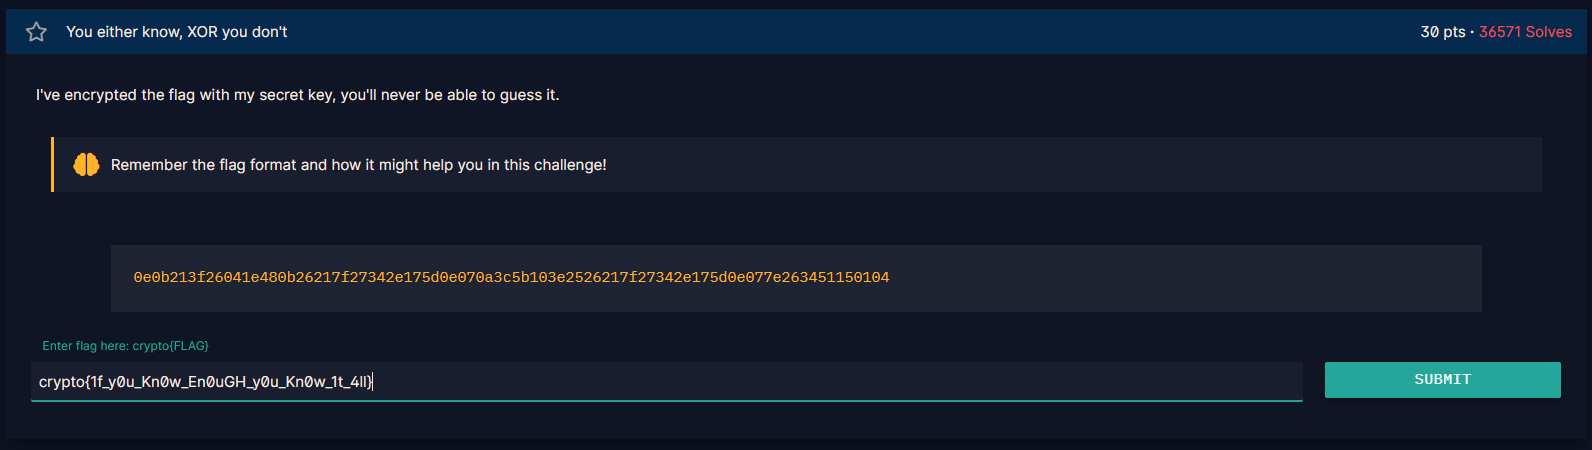 You either know, XOR you don't
30 pts · 36571 Solves
I've encrypted the flag with my secret key, you'll never be able to guess it.
Remember the flag format and how it might help you in this challenge!
0e0b213f26041e480b26217f27342e175d0e070a3c5b103e2526217f27342e175d0e077e263451150104
Enter flag here: crypto{FLAG}
crypto{1f_y0u_Kn0w_En0uGH_y0u_Kn0w_1t_4ll}
SUBMIT